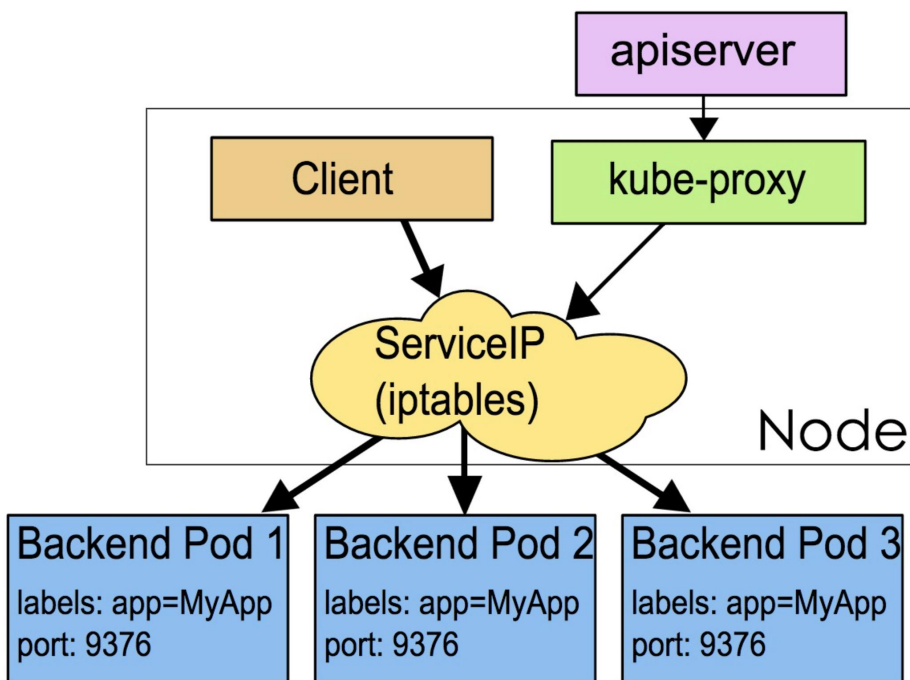 apiserver
Client
kube-proxy
ServiceIP
(iptables)
Node
Backend Pod 1
labels: app=MyApp
port: 9376
Backend Pod 2
labels: app=MyApp
port: 9376
Backend Pod 3
labels: app=MyApp
port: 9376